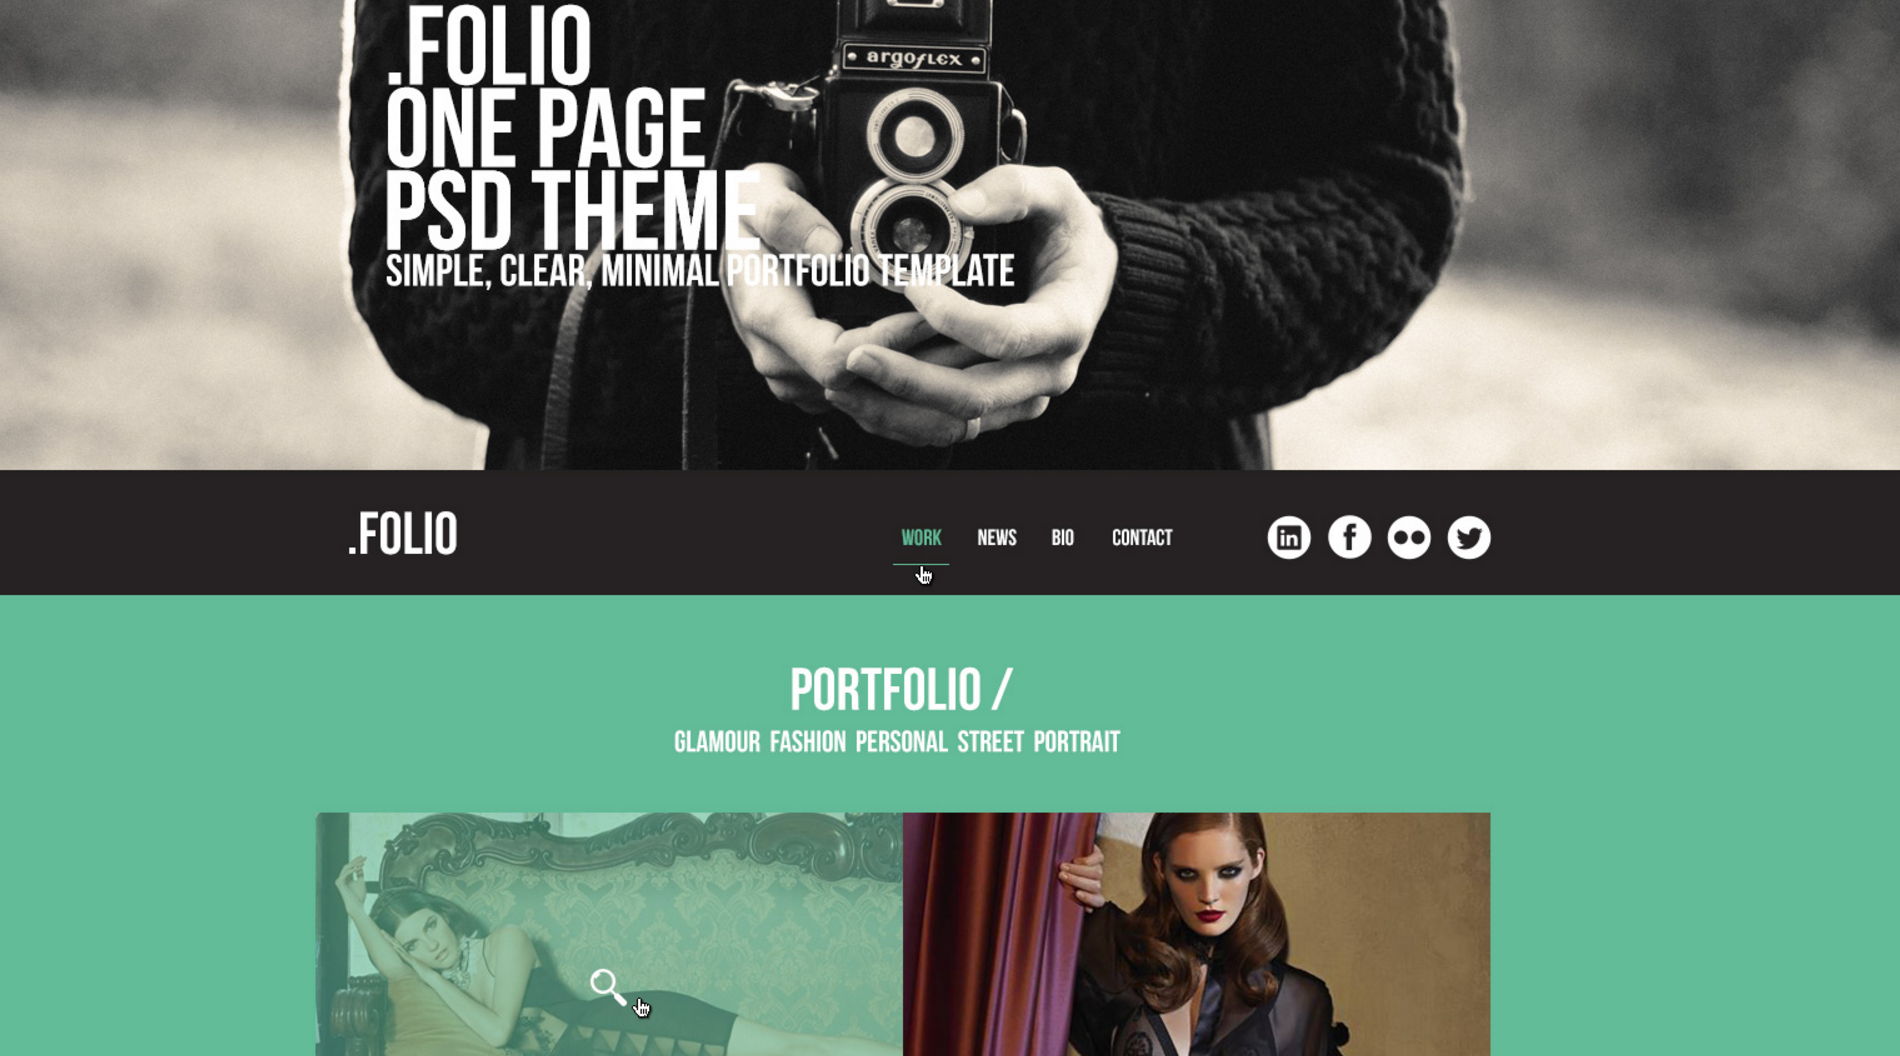 argoflex
.FOLIO
ONE PAGE
PSD THEME
SIMPLE, CLEAR, MINIMAL PORTFOLIO TEMPLATE
.FOLIO
WORK NEWS BIO CONTACT
in f
PORTFOLIO /
GLAMOUR FASHION PERSONAL STREET PORTRAIT